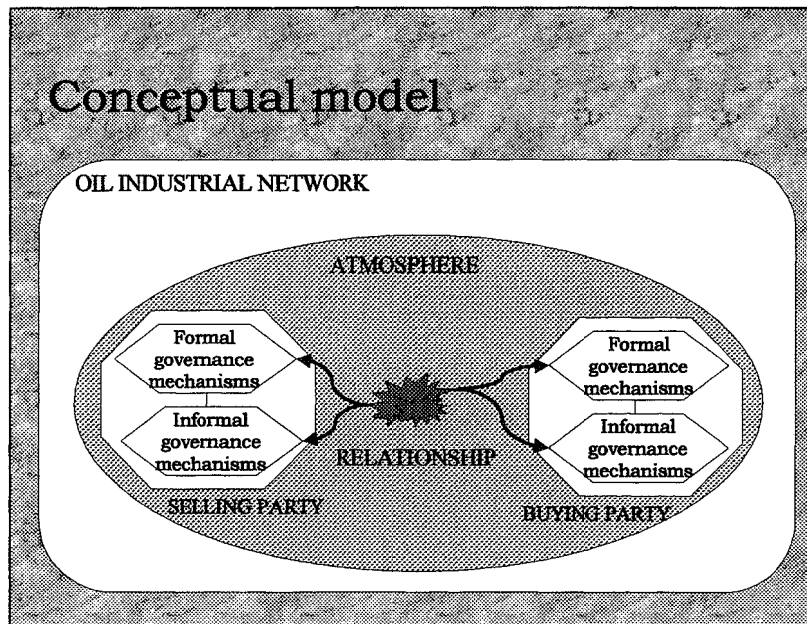 Conceptual model
OIL INDUSTRIAL NETWORK
ATMOSPHERE
Formal
governance
mechanisms
Informal
governance
mechanisms
SELLING PARTY
RELATIONSHIP
Formal
governance
mechanisms
Informal
governance
mechanisms
BUYING PARTY